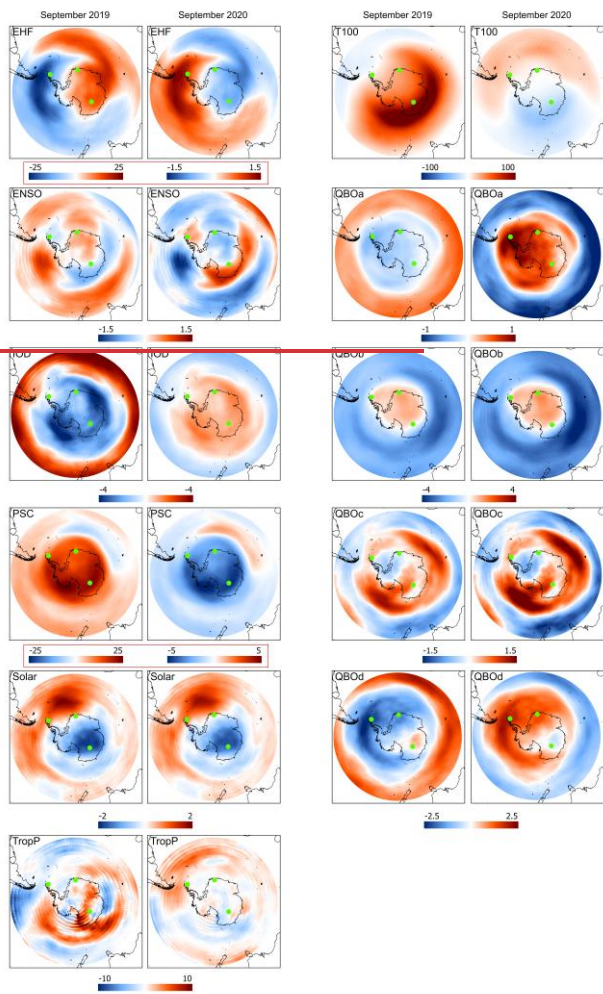 September 2019 September 2020 September 2019 September 2020
EHF EHF T100 T100
-25 25 -1.5 1.5 -100 100
ENSO ENSO QBOa QBOa
-1.5 1.5 -1 1
IOD IOD QBOb QBOb
-4 -4 -4 4
PSC PSC QBOc QBOc
-25 25 -5 5 -1.5 1.5
Solar Solar QBOd QBOd
-2 2 -2.5 2.5
TropP TropP
-10 10